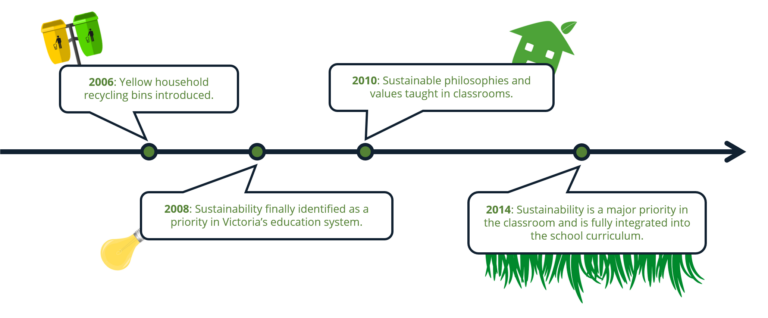 2006: Yellow household
recycling bins introduced.
2008: Sustainability finally identified as a
priority in Victoria's education system.
2010: Sustainable philosophies and
values taught in classrooms.
2014: Sustainability is a major priority in
the classroom and is fully integrated into
the school curriculum.